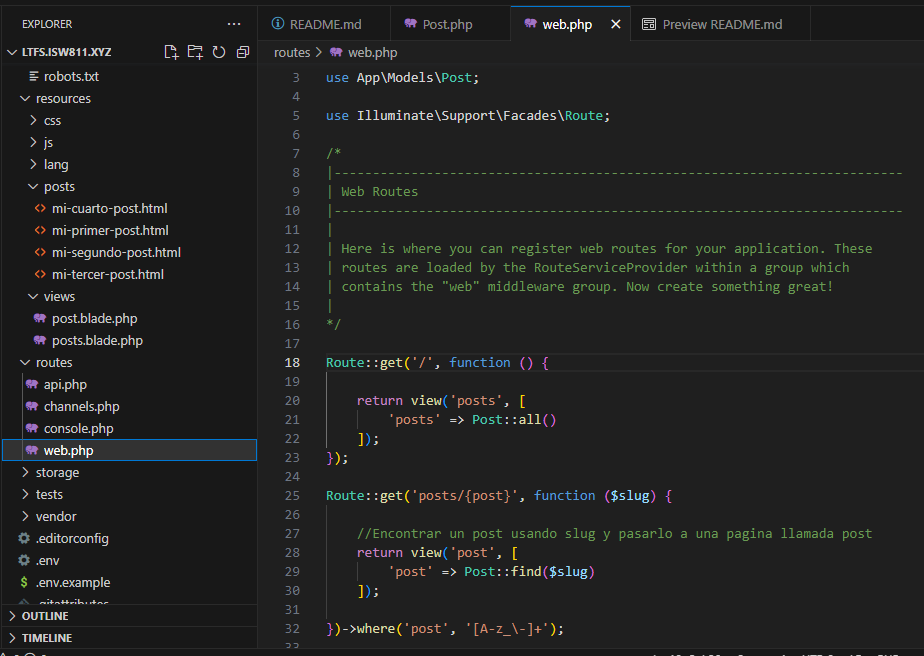 EXPLORER ...
LTFS.ISW811.XYZ
robots.txt
resources
css
js
lang
posts
mi-cuarto-post.html
mi-primer-post.html
mi-segundo-post.html
mi-tercer-post.html
views
post.blade.php
posts.blade.php
routes
api.php
channels.php
console.php
web.php
storage
tests
vendor
.editorconfig
.env
.env.example
.gitattributes
OUTLINE
TIMELINE
README.md Post.php web.php Preview README.md
routes > web.php
3 use App\Models\Post;
4
5 use Illuminate\Support\Facades\Route;
6
7 /*
8 |--------------------------------------------------------------------------
9 | Web Routes
10 |--------------------------------------------------------------------------
11 |
12 | Here is where you can register web routes for your application. These
13 | routes are loaded by the RouteServiceProvider within a group which
14 | contains the "web" middleware group. Now create something great!
15 |
16 */
17
18 Route::get('/', function () {
19
20 return view('posts', [
21 'posts' => Post::all()
22 ]);
23 });
24
25 Route::get('posts/{post}', function ($slug) {
26
27 //Encontrar un post usando slug y pasarlo a una pagina llamada post
28 return view('post', [
29 'post' => Post::find($slug)
30 ]);
31
32 })->where('post', '[A-z_\-]+');
33